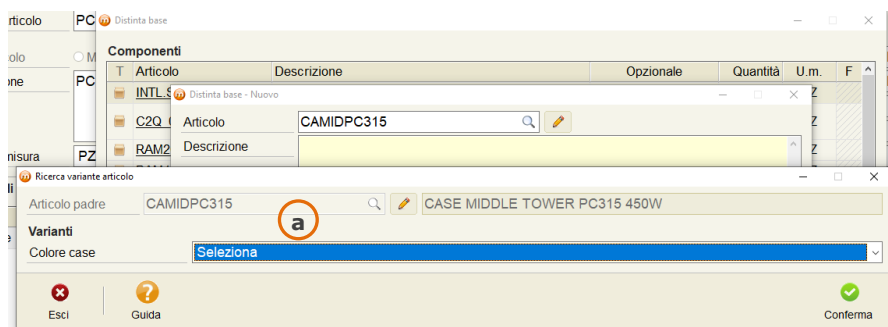 rticolo PC
Distinta base
olo M
Componenti
one PC
T Articolo Descrizione Opzionale Quantità U.m. F
INTL.S Distinta base - Nuovo Z
C2Q Articolo CAMIDPC315
RAM2 Descrizione Z
misura PZ
Ricerca variante articolo
Articolo padre CAMIDPC315 CASE MIDDLE TOWER PC315 450W
a
Varianti
Colore case Seleziona
Esci Guida Conferma